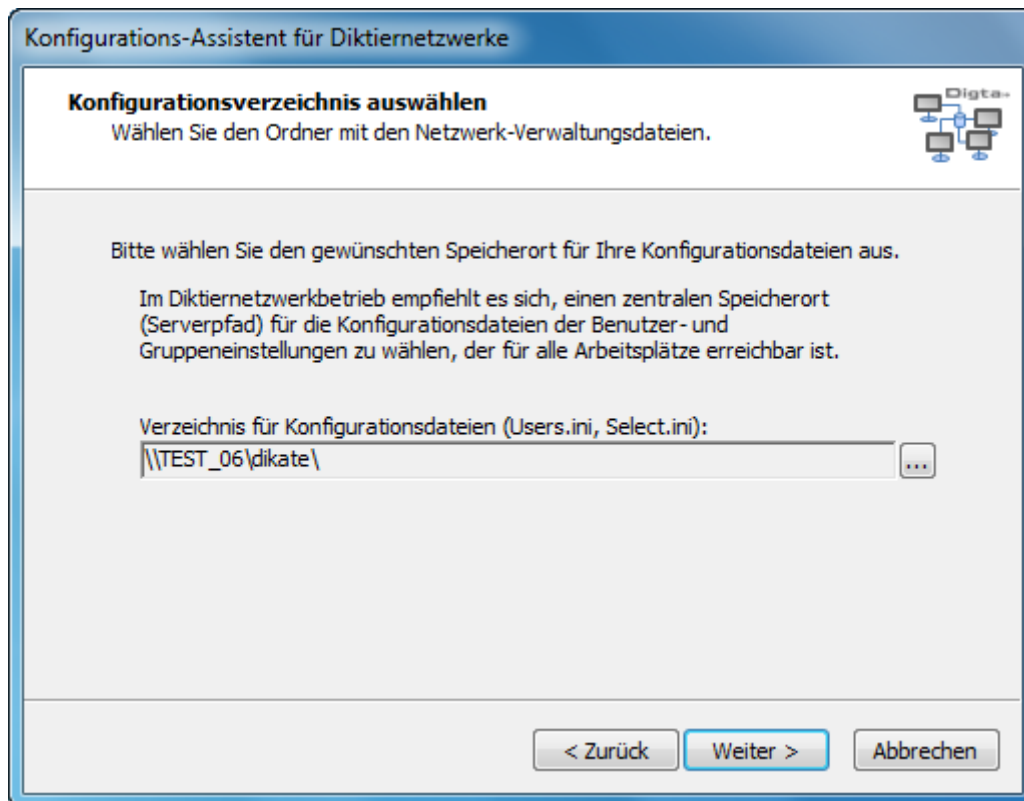 Konfigurations-Assistent für Diktiernetzwerke
Konfigurationsverzeichnis auswählen
Wählen Sie den Ordner mit den Netzwerk-Verwaltungsdateien.
Digta
Bitte wählen Sie den gewünschten Speicherort für Ihre Konfigurationsdateien aus.
Im Diktiernetzwerkbetrieb empfiehlt es sich, einen zentralen Speicherort
(Serverpfad) für die Konfigurationsdateien der Benutzer- und
Gruppeneinstellungen zu wählen, der für alle Arbeitsplätze erreichbar ist.
Verzeichnis für Konfigurationsdateien (Users.ini, Select.ini):
\\TEST_06\dikate\
...
< Zurück
Weiter >
Abbrechen